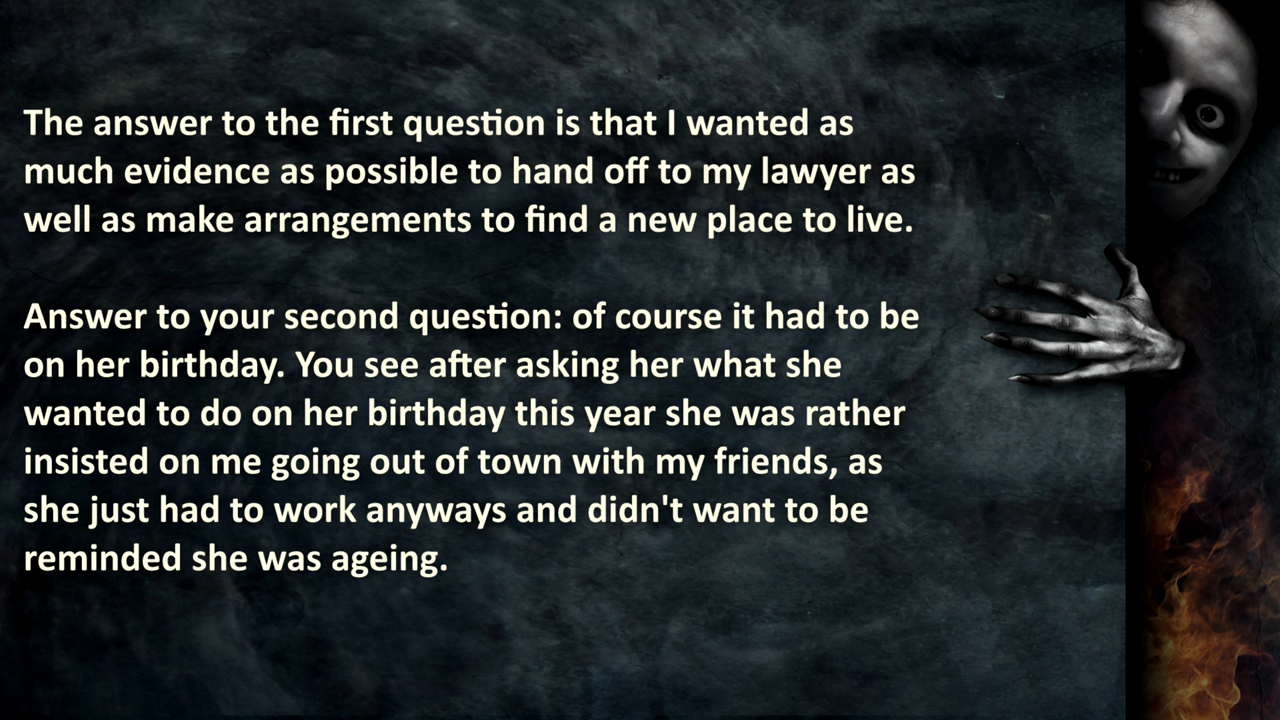 The answer to the first question is that I wanted as
much evidence as possible to hand off to my lawyer as
well as make arrangements to find a new place to live.
Answer to your second question: of course it had to be
on her birthday. You see after asking her what she
wanted to do on her birthday this year she was rather
insisted on me going out of town with my friends, as
she just had to work anyways and didn't want to be
reminded she was ageing.